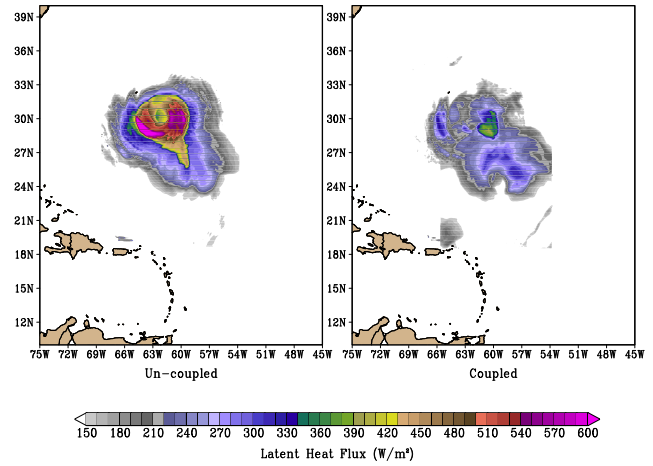 39N 39N
36N 36N
33N 33N
30N 30N
27N 27N
24N 24N
21N 21N
18N 18N
15N 15N
12N 12N
75W 72W 69W 66W 63W 60W 57W 54W 51W 48W 45W 75W 72W 69W 66W 63W 60W 57W 54W 51W 48W 45W
Un-coupled Coupled
150 180 210 240 270 300 330 360 390 420 450 480 510 540 570 600
Latent Heat Flux (W/m²)